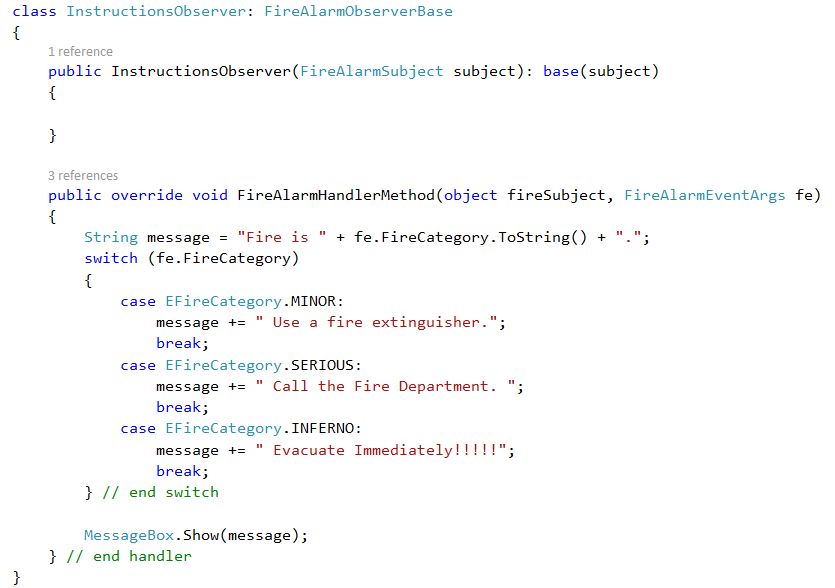 class InstructionsObserver: FireAlarmObserverBase
{
1 reference
public InstructionsObserver(FireAlarmSubject subject): base(subject)
{
}
3 references
public override void FireAlarmHandlerMethod(object fireSubject, FireAlarmEventArgs fe)
{
String message = "Fire is " + fe.FireCategory.ToString() + ".";
switch (fe.FireCategory)
{
case EFireCategory.MINOR:
message += " Use a fire extinguisher.";
break;
case EFireCategory.SERIOUS:
message += " Call the Fire Department. ";
break;
case EFireCategory.INFERNO:
message += " Evacuate Immediately!!!!!";
break;
} // end switch
MessageBox.Show(message);
} // end handler
}